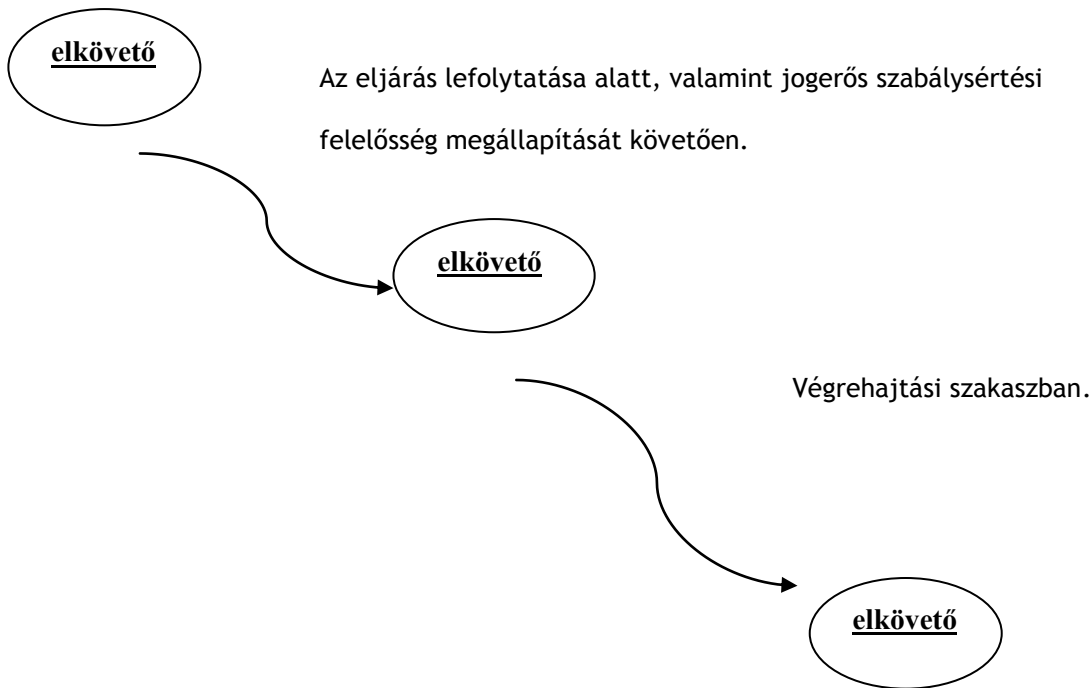 elkövető
Az eljárás lefolytatása alatt, valamint jogerős szabálysértési
felelősség megállapítását követően.
elkövető
Végrehajtási szakaszban.
elkövető